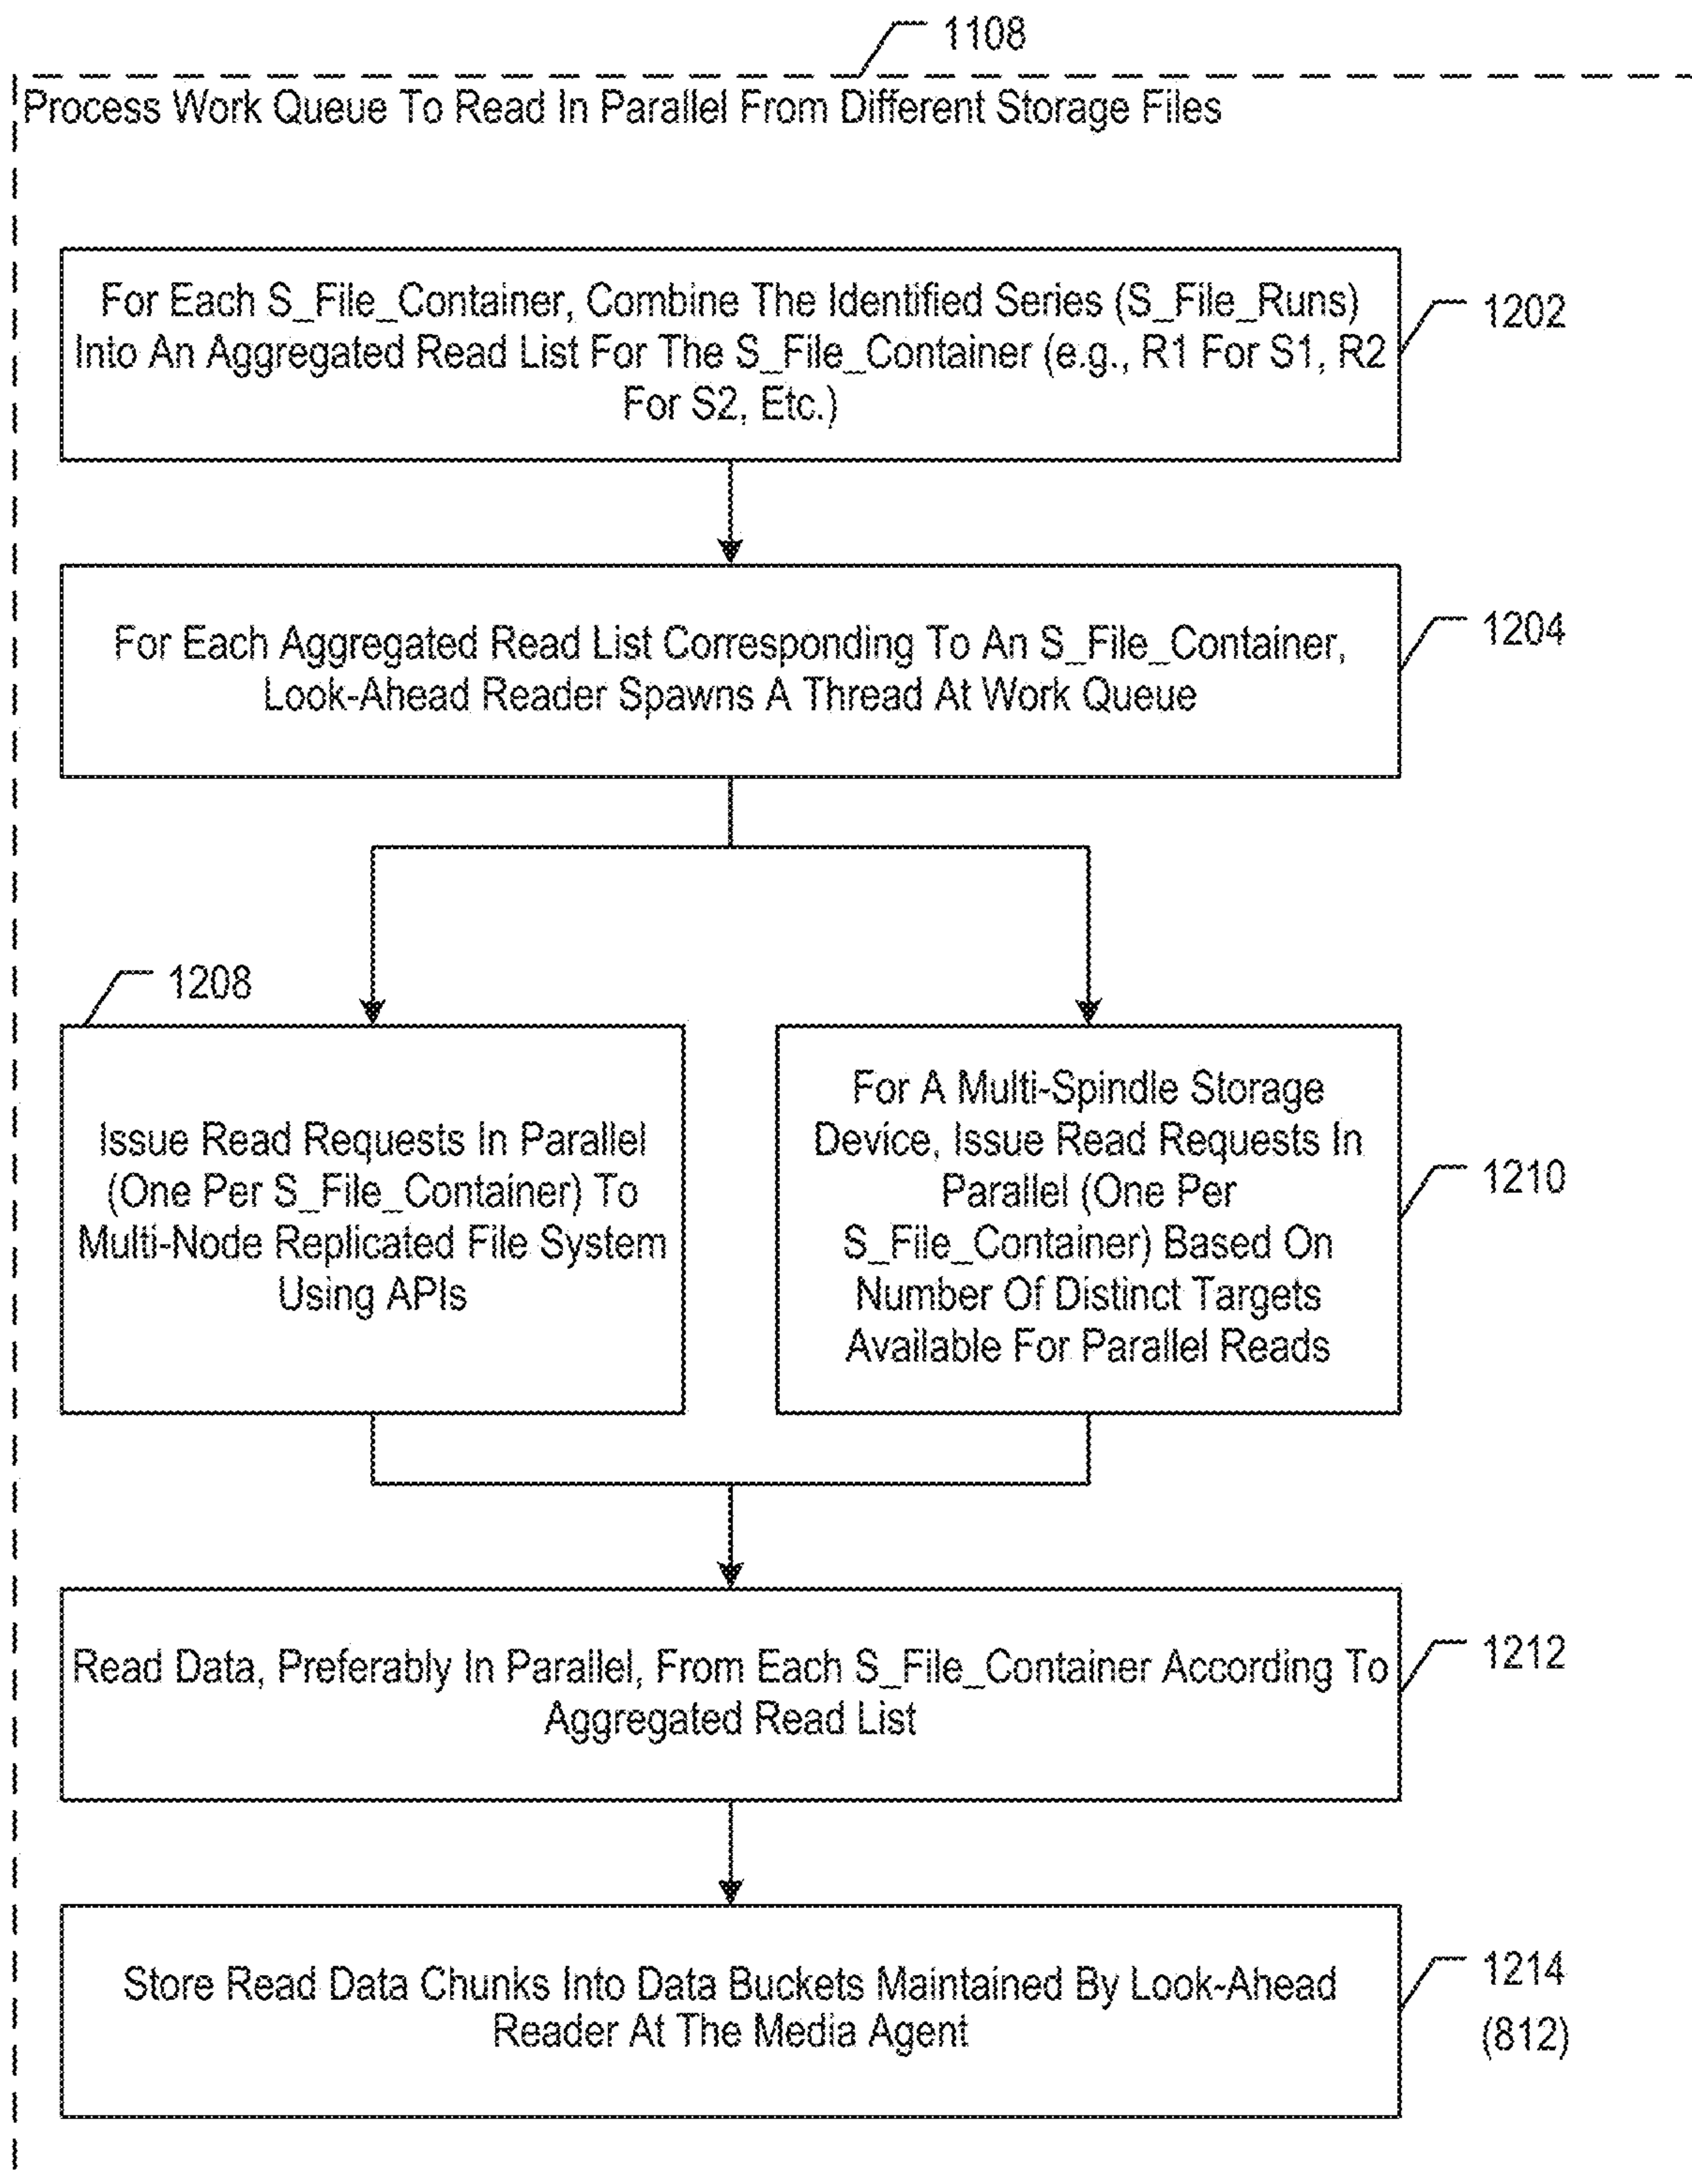 1108
Process Work Queue To Read In Parallel From Different Storage Files
For Each S_File_Container, Combine The Identified Series (S_File_Runs)
Into An Aggregated Read List For The S_File_Container (e.g., R1 For S1, R2
For S2, Etc.)
1202
For Each Aggregated Read List Corresponding To An S_File_Container,
Look-Ahead Reader Spawns A Thread At Work Queue
1204
1208
Issue Read Requests In Parallel
(One Per S_File_Container) To
Multi-Node Replicated File System
Using APIs
For A Multi-Spindle Storage
Device, Issue Read Requests In
Parallel (One Per
S_File_Container) Based On
Number Of Distinct Targets
Available For Parallel Reads
1210
Read Data, Preferably In Parallel, From Each S_File_Container According To
Aggregated Read List
1212
Store Read Data Chunks Into Data Buckets Maintained By Look-Ahead
Reader At The Media Agent
1214
(812)